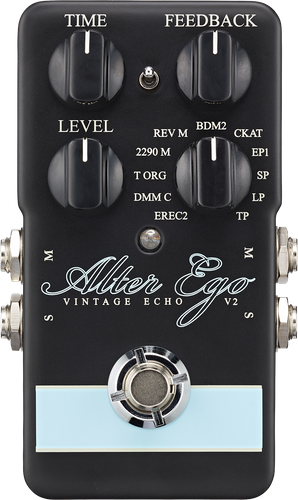 TIME
FEEDBACK
LEVEL
REV M
BDM2
CKAT
2290 M
EP1
T ORG
SP
DMM C
LP
EREC2
TP
M
M
Alter Ego
VINTAGE ECHO V2
S
S